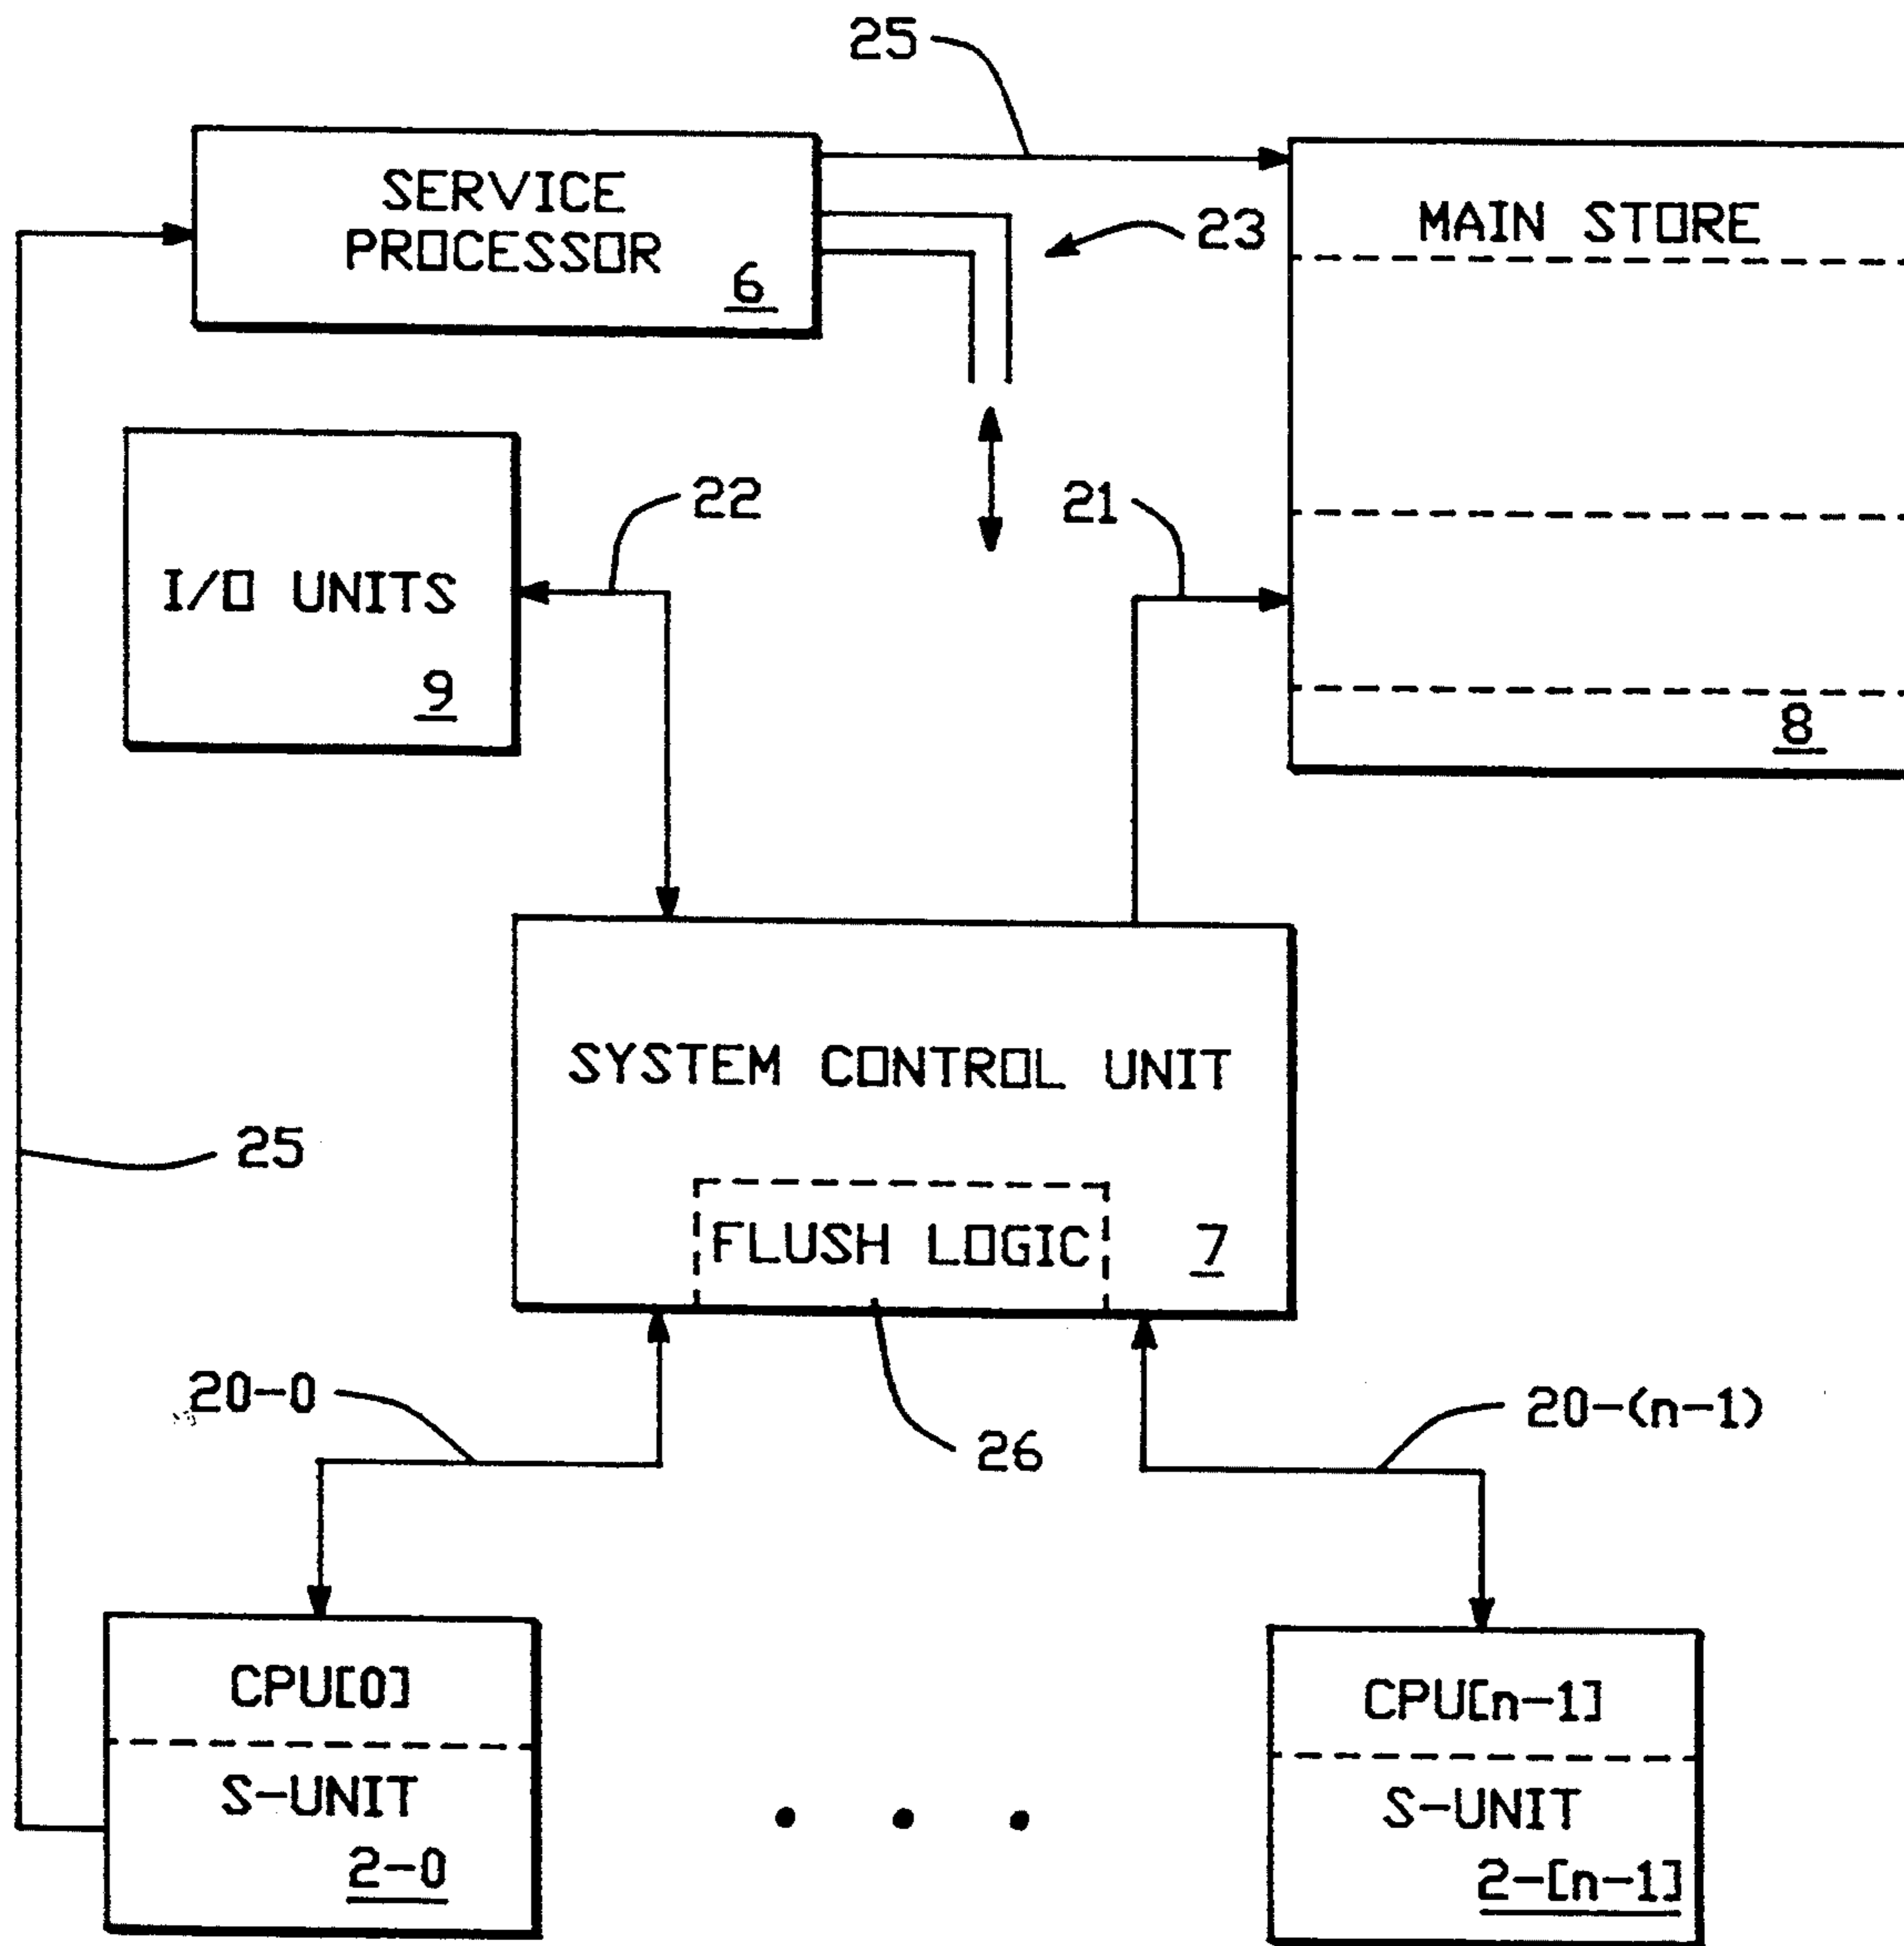 25
SERVICE
PROCESSOR
6
23
MAIN STORE
I/O UNITS
9
22
21
8
SYSTEM CONTROL UNIT
25
FLUSH LOGIC
7
20-0
26
20-(n-1)
CPU[0]
S-UNIT
2-0
CPU[n-1]
S-UNIT
2-[n-1]